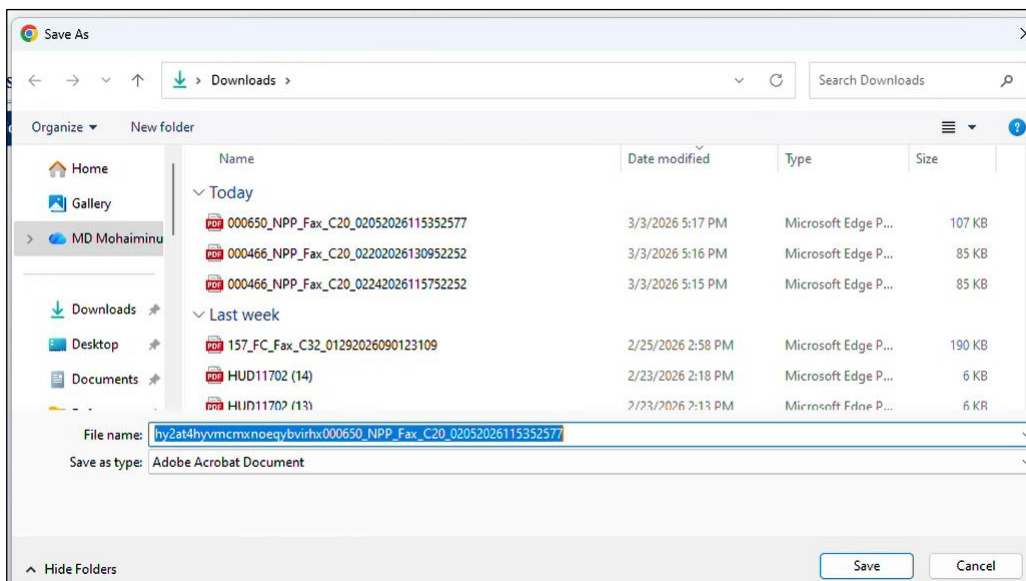 Save As
Downloads
Search Downloads
Organize
New folder
Name Date modified Type Size
Home
Gallery
MD Mohaiminu
Downloads
Desktop
Documents
Today
000650_NPP_Fax_C20_02052026115352577 3/3/2026 5:17 PM Microsoft Edge P... 107 KB
000466_NPP_Fax_C20_02202026130952252 3/3/2026 5:16 PM Microsoft Edge P... 85 KB
000466_NPP_Fax_C20_02242026115752252 3/3/2026 5:15 PM Microsoft Edge P... 85 KB
Last week
157_FC_Fax_C32_01292026090123109 2/25/2026 2:58 PM Microsoft Edge P... 190 KB
HUD11702 (14) 2/23/2026 2:18 PM Microsoft Edge P... 6 KB
HUD11702 (13) 2/23/2026 2:13 PM Microsoft Edge P... 6 KB
File name: hy2at4hyvmcmxnoeqybvirhx000650_NPP_Fax_C20_02052026115352577
Save as type: Adobe Acrobat Document
Hide Folders
Save
Cancel